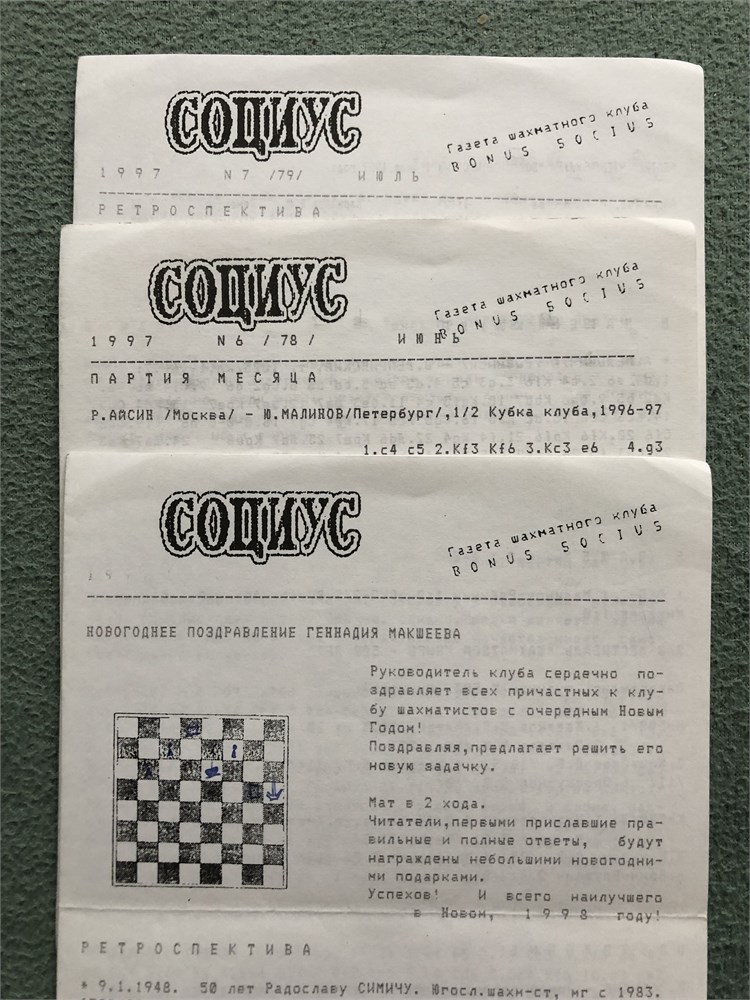 СОЦИУС
Газета шахматного клуба
BONUS SOCIUS
1997 N7 /79/ ИЮЛЬ
РЕТРОСПЕКТИВА
СОЦИУС
Газета шахматного клуба
BONUS SOCIUS
1997 N6 /78/ ИЮНЬ
ПАРТИЯ МЕСЯЦА
Р.АЙСИН /Москва/ - Ю.МАЛИНОВ/Петербург/,1/2 Кубка клуба,1996-97
1.c4 c5 2.Kf3 Kf6 3.Kc3 e6 4.g3
СОЦИУС
Газета шахматного клуба
BONUS SOCIUS
НОВОГОДНЕЕ ПОЗДРАВЛЕНИЕ ГЕННАДИЯ МАКШЕЕВА
Руководитель клуба сердечно по-
здравляет всех причастных к клу-
бу шахматистов с очередным Новым
Годом!
Поздравляя,предлагает решить его
новую задачку.
Мат в 2 хода.
Читатели,первыми приславшие пра-
вильные и полные ответы, будут
награждены небольшими новогодни-
ми подарками.
Успехов! И всего наилучшего
в Новом, 1998 году!
РЕТРОСПЕКТИВА
* 9.1.1948. 50 лет Радославу СИМИЧУ. Югосл.шахм-ст, мг с 1983.